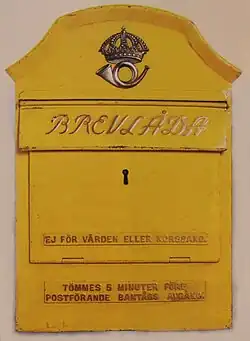 BREVLÅDA
EJ FÖR VÄRDEN ELLER KORSBAND.
TÖMMES 5 MINUTER FÖRE
POSTFÖRANDE BANTÅGS AVGÅNG.